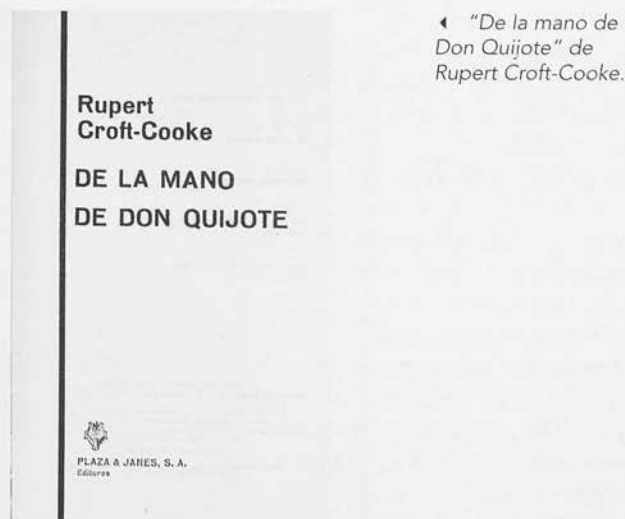 Rupert
Croft-Cooke
DE LA MANO
DE DON QUIJOTE
PLAZA & JANES, S. A.
Editores
"De la mano de
Don Quijote" de
Rupert Croft-Cooke.